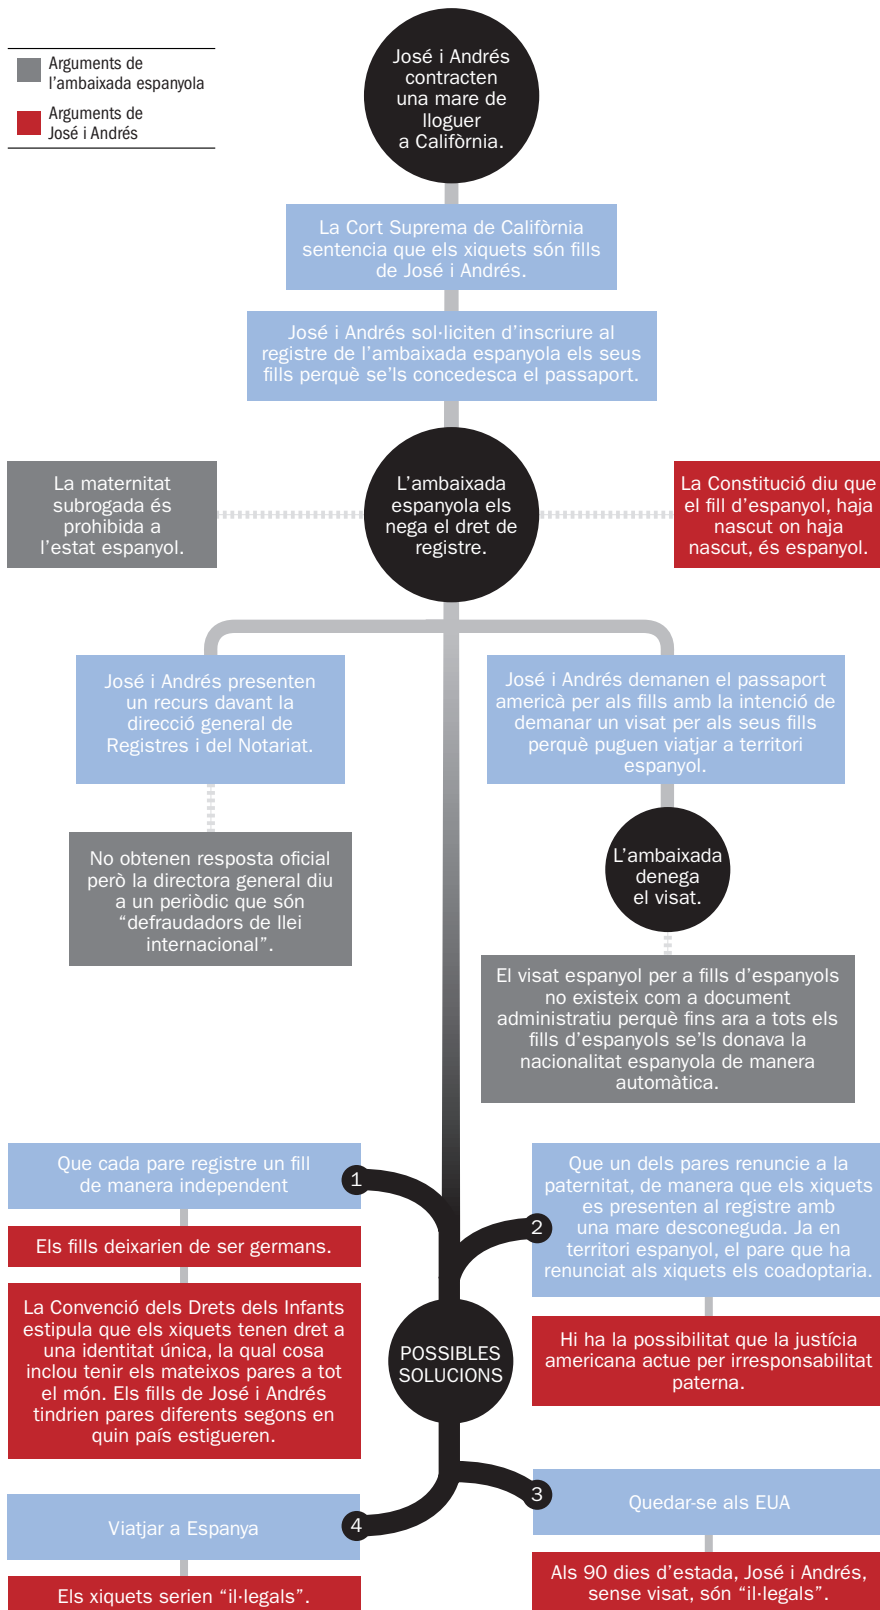 Arguments de
l’ambaixada espanyola
Arguments de
José i Andrés
José i Andrés
contracten
una mare de
lloguer
a Califòrnia.
La Cort Suprema de Califòrnia
sentencia que els xiquets són fills
de José i Andrés.
José i Andrés sol·liciten d’inscriure al
registre de l’ambaixada espanyola els seus
fills perquè se’ls concedesca el passaport.
La maternitat
subrogada és
prohibida a
l’estat espanyol.
L’ambaixada
espanyola els
nega el dret de
registre.
La Constitució diu que
el fill d’espanyol, haja
nascut on haja
nascut, és espanyol.
José i Andrés presenten
un recurs davant la
direcció general de
Registres i del Notariat.
José i Andrés demanen el passaport
americà per als fills amb la intenció de
demanar un visat per als seus fills
perquè puguen viatjar a territori
espanyol.
No obtenen resposta oficial
però la directora general diu
a un periòdic que són
“defraudadors de llei
internacional”.
L’ambaixada
denega
el visat.
El visat espanyol per a fills d’espanyols
no existeix com a document
administratiu perquè fins ara a tots els
fills d’espanyols se’ls donava la
nacionalitat espanyola de manera
automàtica.
Que cada pare registre un fill
de manera independent
1
Els fills deixarien de ser germans.
La Convenció dels Drets dels Infants
estipula que els xiquets tenen dret a
una identitat única, la qual cosa
inclou tenir els mateixos pares a tot
el món. Els fills de José i Andrés
tindrien pares diferents segons en
quin país estigueren.
2
Que un dels pares renuncie a la
paternitat, de manera que els xiquets
es presenten al registre amb
una mare desconeguda. Ja en
territori espanyol, el pare que ha
renunciat als xiquets els coadoptaria.
Hi ha la possibilitat que la justícia
americana actue per irresponsabilitat
paterna.
POSSIBLES
SOLUCIONS
3
Quedar-se als EUA
Als 90 dies d’estada, José i Andrés,
sense visat, són “il·legals”.
Viatjar a Espanya
4
Els xiquets serien “il·legals”.